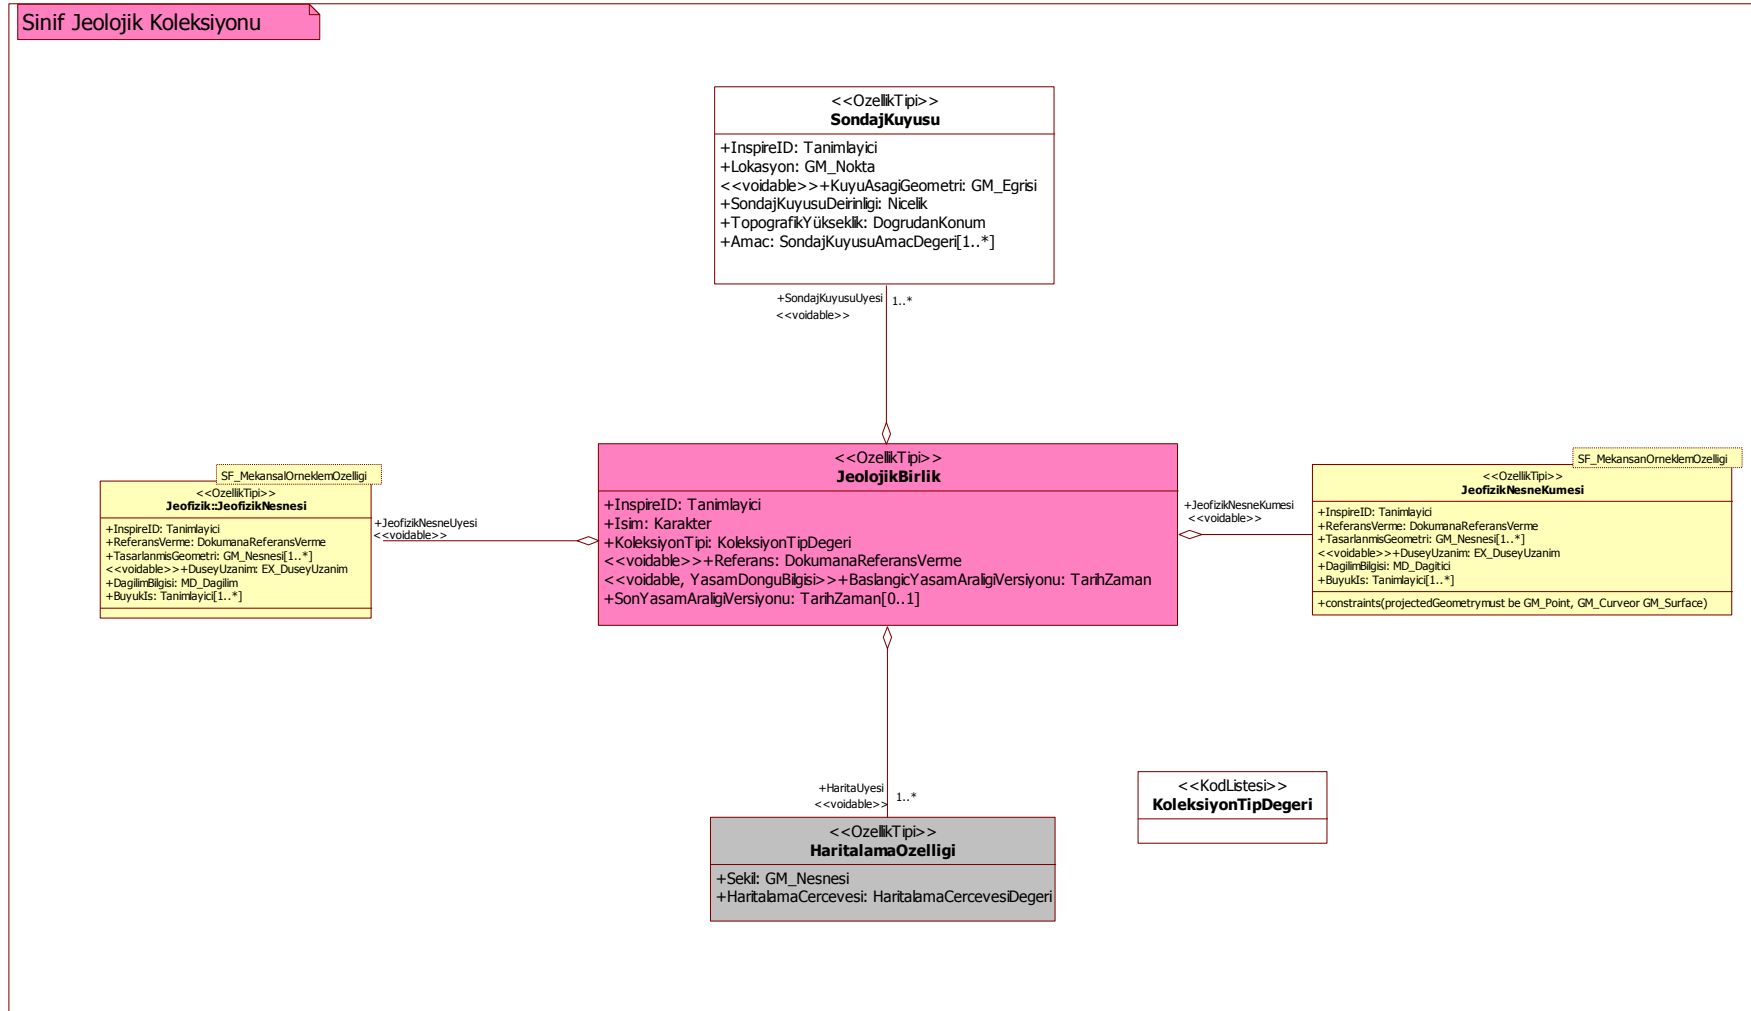 Sinif Jeolojik Koleksiyonu
<<OzellikTipi>>
SondajKuyusu
+InspireID: Tanimlayici
+Lokasyon: GM_Nokta
<<voidable>>+KuyuAsagiGeometri: GM_Egrisi
+SondajKuyusuDeirinligi: Nicelik
+TopografikYükseklik: DogrudanKonum
+Amac: SondajKuyusuAmacDegeri[1..*]
+SondajKuyusuUyesi
1..*
<<voidable>>
SF_MekansalOrneklemOzelligi
<<OzellikTipi>>
Jeofizik::JeofizikNesnesi
+InspireID: Tanimlayici
+ReferansVerme: DokumanaReferansVerme
+TasarlanmisGeometri: GM_Nesnesi[1..*]
<<voidable>>+DuseyUzanim: EX_DuseyUzanim
+DagilimBilgisi: MD_Dagilim
+BuyukIs: Tanimlayici[1..*]
+JeofizikNesneUyesi
<<voidable>>
<<OzellikTipi>>
JeolojikBirlik
+InspireID: Tanimlayici
+Isim: Karakter
+KoleksiyonTipi: KoleksiyonTipDegeri
<<voidable>>+Referans: DokumanaReferansVerme
<<voidable, YasamDonguBilgisi>>+BaslangicYasamAraligiVersiyonu: TarihZaman
+SonYasamAraligiVersiyonu: TarihZaman[0..1]
+JeofizikNesneKumesi
<<voidable>>
SF_MekansanOrneklemOzelligi
<<OzellikTipi>>
JeofizikNesneKumesi
+InspireID: Tanimlayici
+ReferansVerme: DokumanaReferansVerme
+TasarlanmisGeometri: GM_Nesnesi[1..*]
<<voidable>>+DuseyUzanim: EX_DuseyUzanim
+DagilimBilgisi: MD_Dagitici
+BuyukIs: Tanimlayici[1..*]
+constraints(projectedGeometrymust be GM_Point, GM_Curveor GM_Surface)
+HaritaUyesi
1..*
<<voidable>>
<<OzellikTipi>>
HaritalamaOzelligi
+Sekil: GM_Nesnesi
+HaritalamaCercevesi: HaritalamaCercevesiDegeri
<<KodListesi>>
KoleksiyonTipDegeri